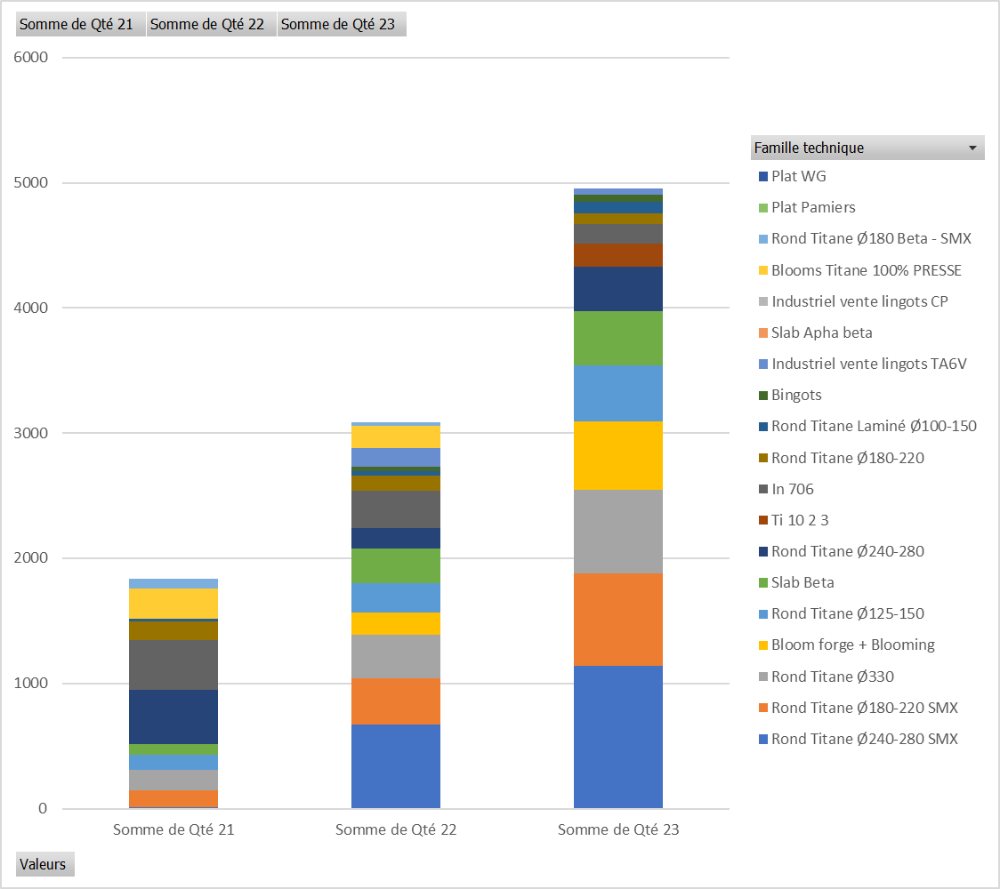 Somme de Qté 21 Somme de Qté 22 Somme de Qté 23
6000
5000
4000
3000
2000
1000
0
Somme de Qté 21 Somme de Qté 22 Somme de Qté 23
Valeurs
Famille technique
Plat WG
Plat Pamiers
Rond Titane Ø180 Beta - SMX
Blooms Titane 100% PRESSE
Industriel vente lingots CP
Slab Apha beta
Industriel vente lingots TA6V
Bingots
Rond Titane Laminé Ø100-150
Rond Titane Ø180-220
In 706
Ti 10 2 3
Rond Titane Ø240-280
Slab Beta
Rond Titane Ø125-150
Bloom forge + Blooming
Rond Titane Ø330
Rond Titane Ø180-220 SMX
Rond Titane Ø240-280 SMX